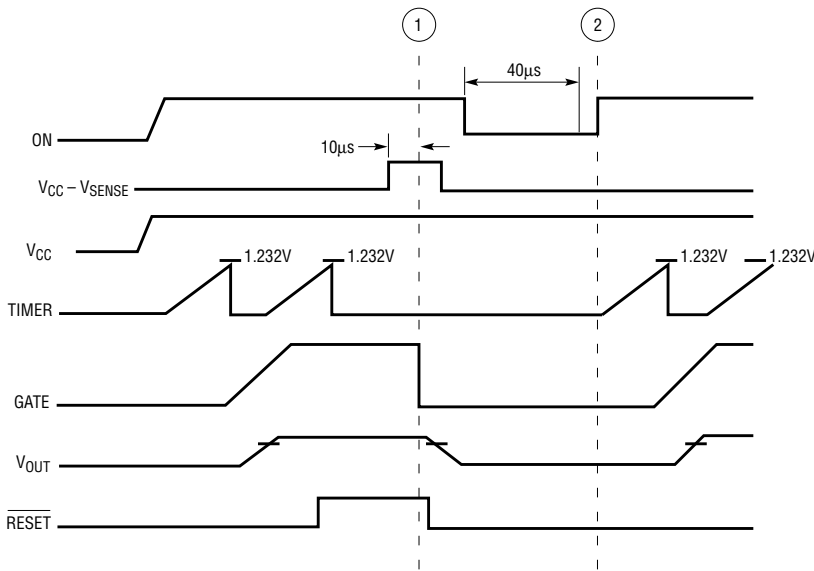 1 2
40µs
ON
10µs
VCC – VSENSE
VCC
1.232V 1.232V 1.232V 1.232V
TIMER
GATE
VOUT
RESET